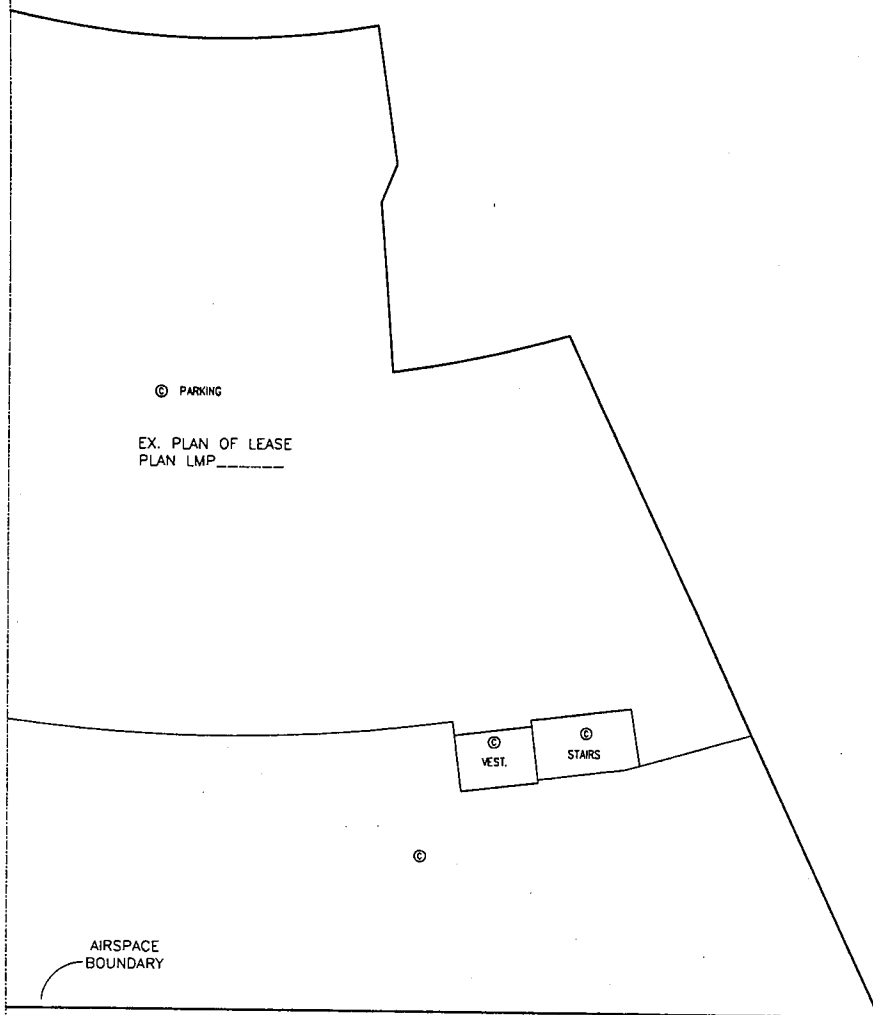 © PARKING
EX. PLAN OF LEASE
PLAN LMP______
©
VEST.
©
STAIRS
©
AIRSPACE
BOUNDARY